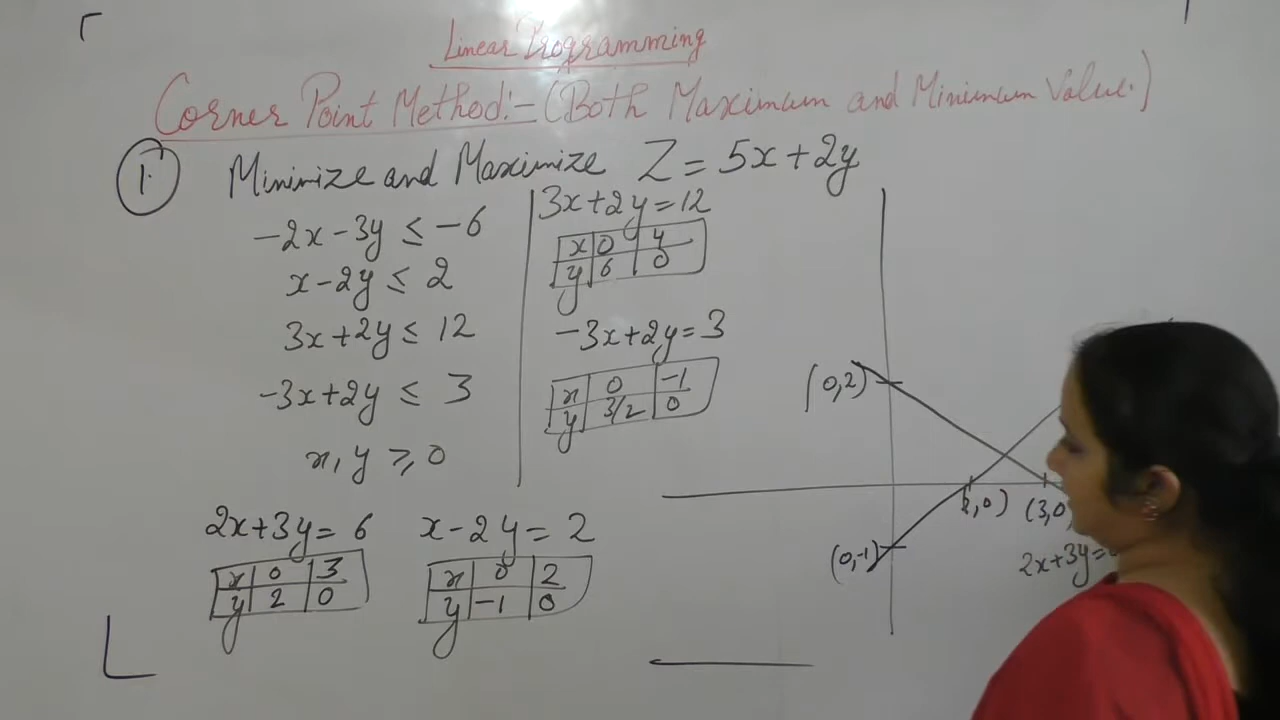 Linear Programming
Corner Point Method:- (Both Maximum and Minimum Value.)
1. Minimize and Maximize Z = 5x + 2y
-2x - 3y ≤ -6
x - 2y ≤ 2
3x + 2y ≤ 12
-3x + 2y ≤ 3
x, y ≥ 0
3x + 2y = 12
x 0 4
y 6 0
-3x + 2y = 3
x 0 -1
y 3/2 0
2x + 3y = 6
x 0 3
y 2 0
x - 2y = 2
x 0 2
y -1 0
(0,2)
(2,0) (3,0
(0,-1)
2x + 3y =